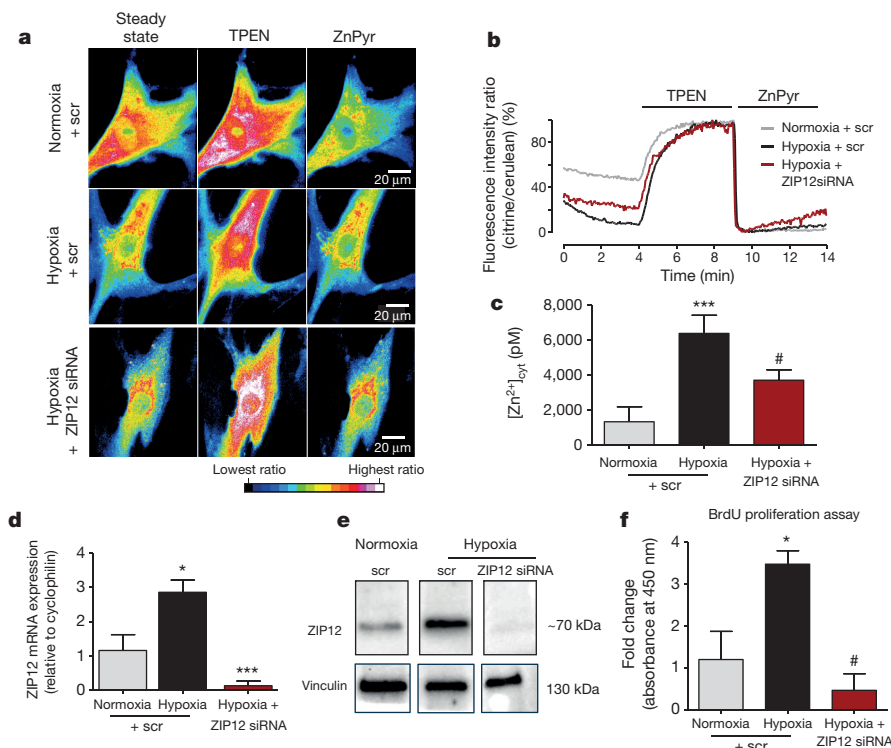 a
Steady state
TPEN
ZnPyr
Normoxia + scr
20 μm
Hypoxia + scr
20 μm
Hypoxia + ZIP12 siRNA
20 μm
Lowest ratio
Highest ratio
b
TPEN
ZnPyr
Fluorescence intensity ratio (citrine/cerulean) (%)
80
40
0
0 2 4 6 8 10 12 14
Time (min)
Normoxia + scr
Hypoxia + scr
Hypoxia + ZIP12siRNA
c
[Zn2+]cyt (pM)
8,000
6,000
4,000
2,000
0
***
#
Normoxia
Hypoxia
+ scr
Hypoxia + ZIP12 siRNA
d
ZIP12 mRNA expression (relative to cyclophilin)
4
3
2
1
0
*
***
Normoxia
Hypoxia
+ scr
Hypoxia + ZIP12 siRNA
e
Normoxia
Hypoxia
scr
scr
ZIP12 siRNA
ZIP12
~70 kDa
Vinculin
130 kDa
f
BrdU proliferation assay
Fold change (absorbance at 450 nm)
4
3
2
1
0
*
#
Normoxia
Hypoxia
+ scr
Hypoxia + ZIP12 siRNA